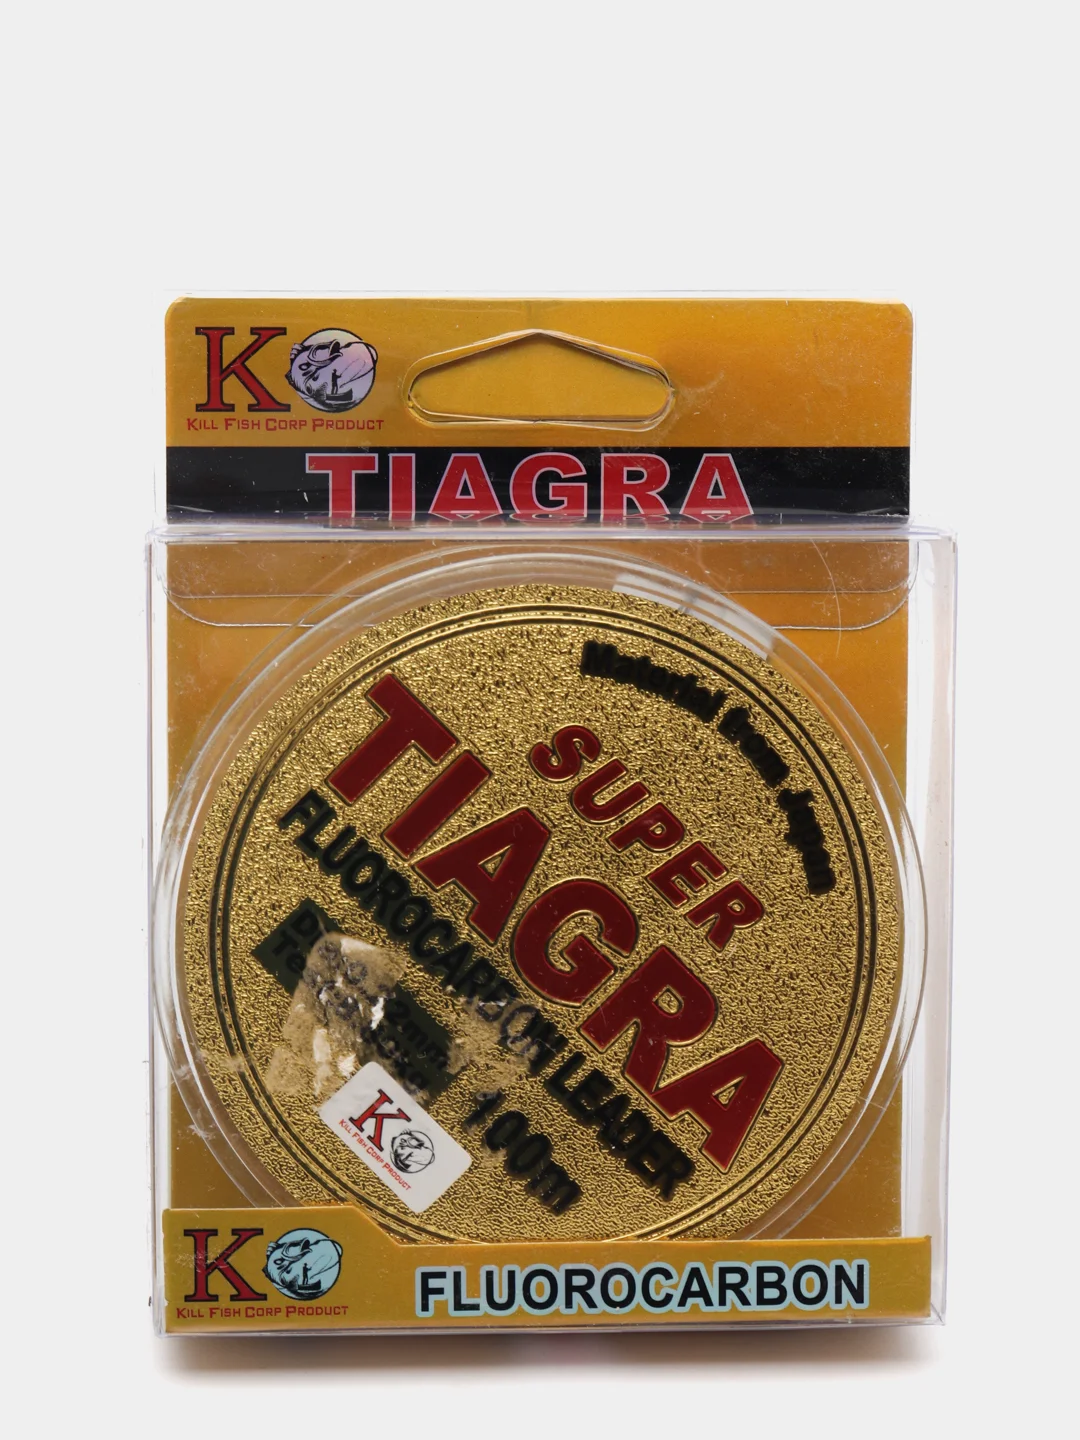 K
KILL FISH CORP PRODUCT
TIAGRA
Material from Japan
SUPER
TIAGRA
FLUOROCARBON LEADER
100m
K
KILL FISH CORP PRODUCT
K
KILL FISH CORP PRODUCT
FLUOROCARBON